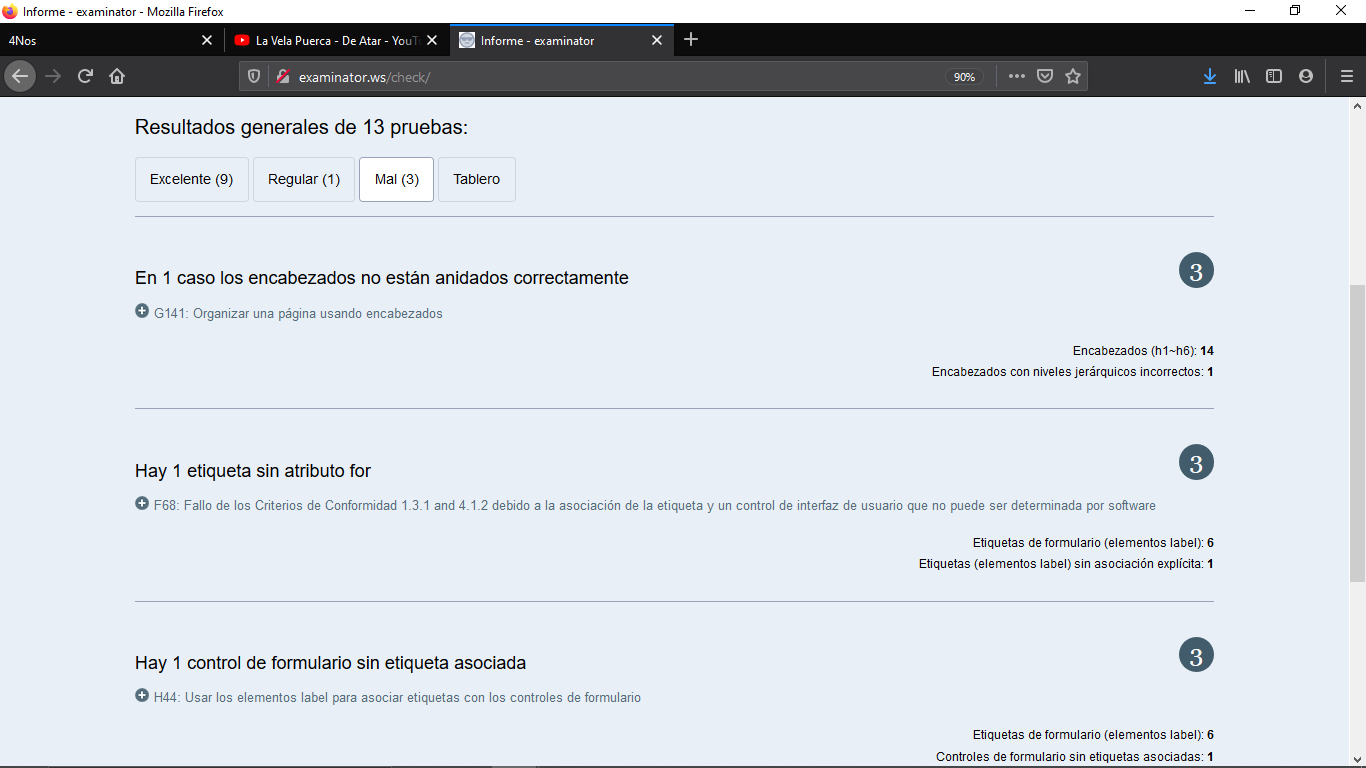 Informe - examinator - Mozilla Firefox
4Nos
La Vela Puerca - De Atar - YouT
Informe - examinator
examinator.ws/check/
90%
Resultados generales de 13 pruebas:
Excelente (9)
Regular (1)
Mal (3)
Tablero
En 1 caso los encabezados no están anidados correctamente
3
G141: Organizar una página usando encabezados
Encabezados (h1~h6): 14
Encabezados con niveles jerárquicos incorrectos: 1
Hay 1 etiqueta sin atributo for
3
F68: Fallo de los Criterios de Conformidad 1.3.1 and 4.1.2 debido a la asociación de la etiqueta y un control de interfaz de usuario que no puede ser determinada por software
Etiquetas de formulario (elementos label): 6
Etiquetas (elementos label) sin asociación explícita: 1
Hay 1 control de formulario sin etiqueta asociada
3
H44: Usar los elementos label para asociar etiquetas con los controles de formulario
Etiquetas de formulario (elementos label): 6
Controles de formulario sin etiquetas asociadas: 1